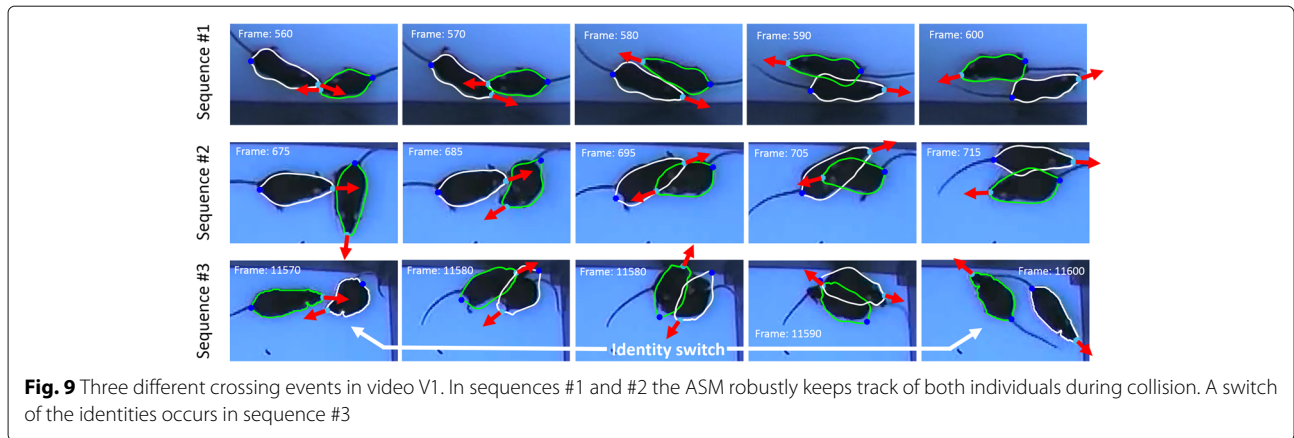 Sequence #1
Frame: 560
Frame: 570
Frame: 580
Frame: 590
Frame: 600
Sequence #2
Frame: 675
Frame: 685
Frame: 695
Frame: 705
Frame: 715
Sequence #3
Frame: 11570
Frame: 11580
Frame: 11580
Frame: 11590
Frame: 11600
Identity switch
Fig. 9 Three different crossing events in video V1. In sequences #1 and #2 the ASM robustly keeps track of both individuals during collision. A switch
of the identities occurs in sequence #3